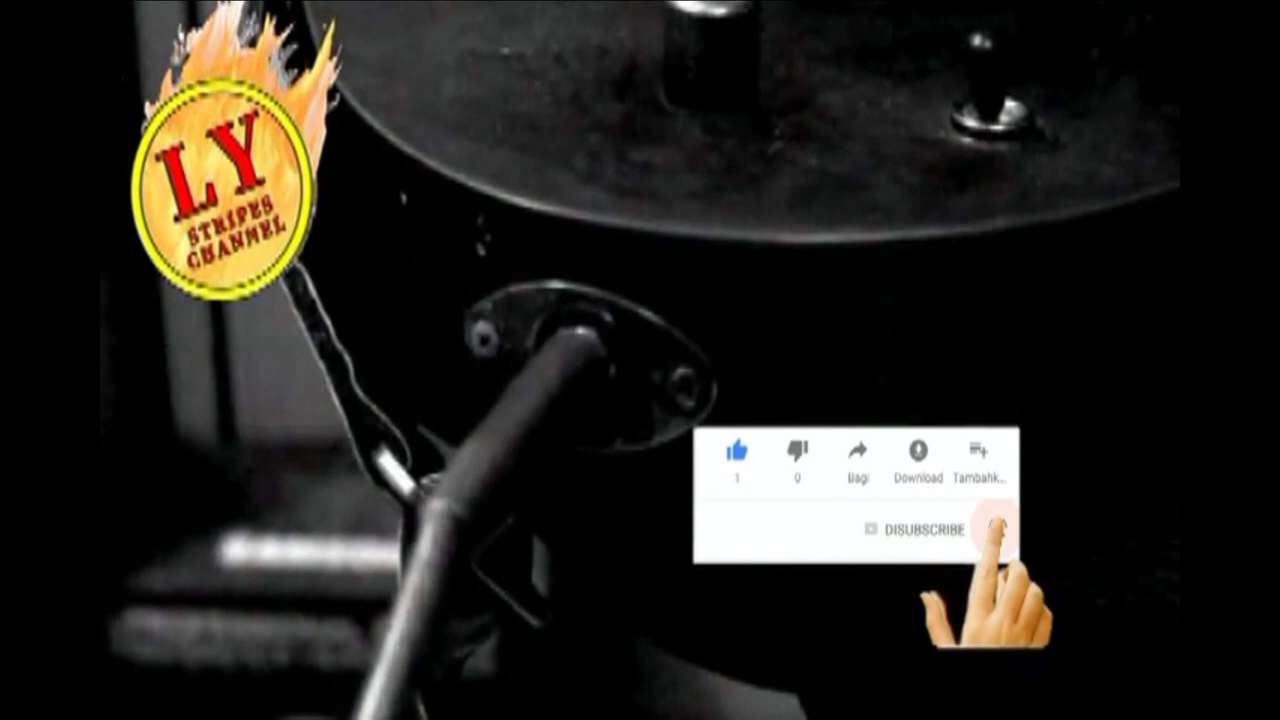 LY
STRIPES
CHANNEL
1
0
Bagi
Download
Tambahk...
DISUBSCRIBE